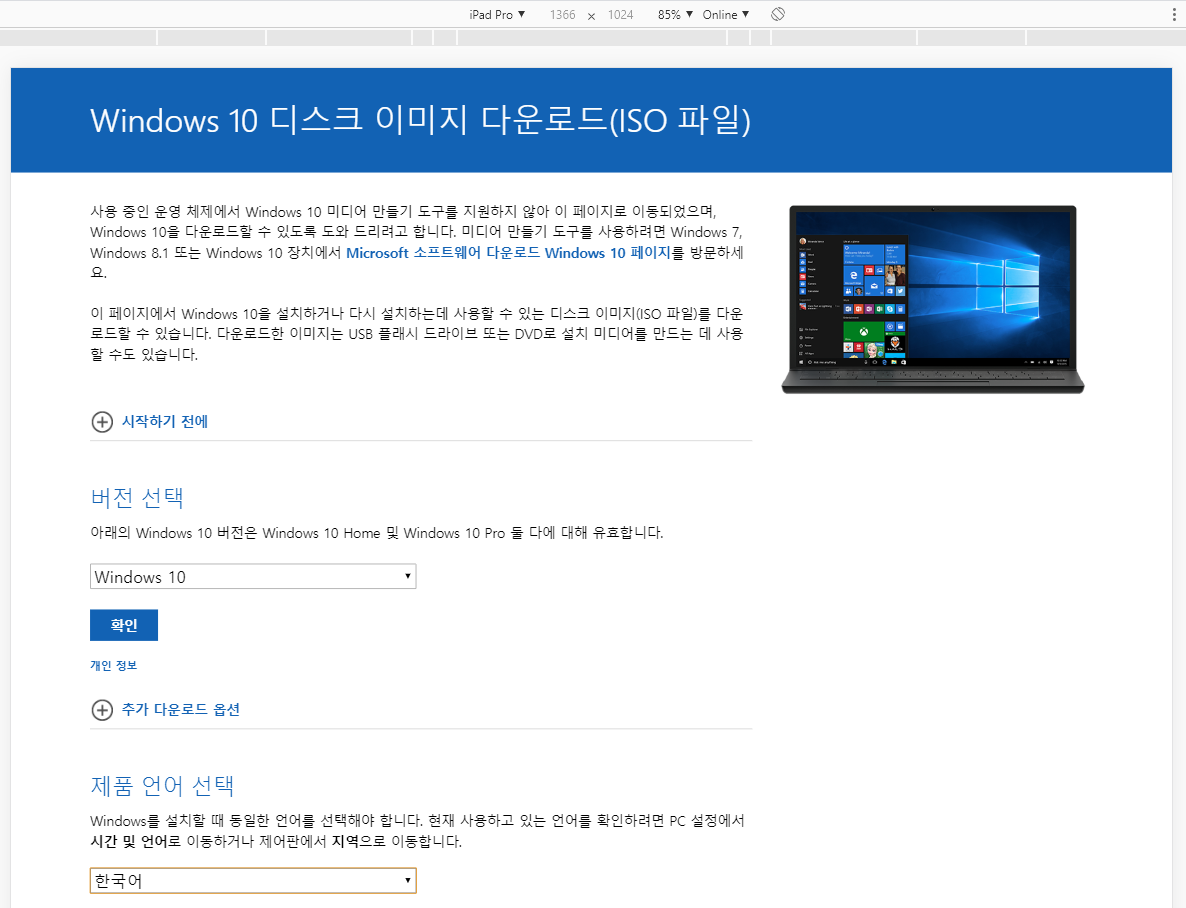 iPad Pro ▼ 1366 x 1024 85% ▼ Online ▼
Windows 10 디스크 이미지 다운로드(ISO 파일)
사용 중인 운영 체제에서 Windows 10 미디어 만들기 도구를 지원하지 않아 이 페이지로 이동되었으며,
Windows 10을 다운로드할 수 있도록 도와 드리려고 합니다. 미디어 만들기 도구를 사용하려면 Windows 7,
Windows 8.1 또는 Windows 10 장치에서 Microsoft 소프트웨어 다운로드 Windows 10 페이지를 방문하세
요.
이 페이지에서 Windows 10을 설치하거나 다시 설치하는데 사용할 수 있는 디스크 이미지(ISO 파일)를 다운
로드할 수 있습니다. 다운로드한 이미지는 USB 플래시 드라이브 또는 DVD로 설치 미디어를 만드는 데 사용
할 수도 있습니다.
시작하기 전에
버전 선택
아래의 Windows 10 버전은 Windows 10 Home 및 Windows 10 Pro 둘 다에 대해 유효합니다.
Windows 10
확인
개인 정보
추가 다운로드 옵션
제품 언어 선택
Windows를 설치할 때 동일한 언어를 선택해야 합니다. 현재 사용하고 있는 언어를 확인하려면 PC 설정에서
시간 및 언어로 이동하거나 제어판에서 지역으로 이동합니다.
한국어